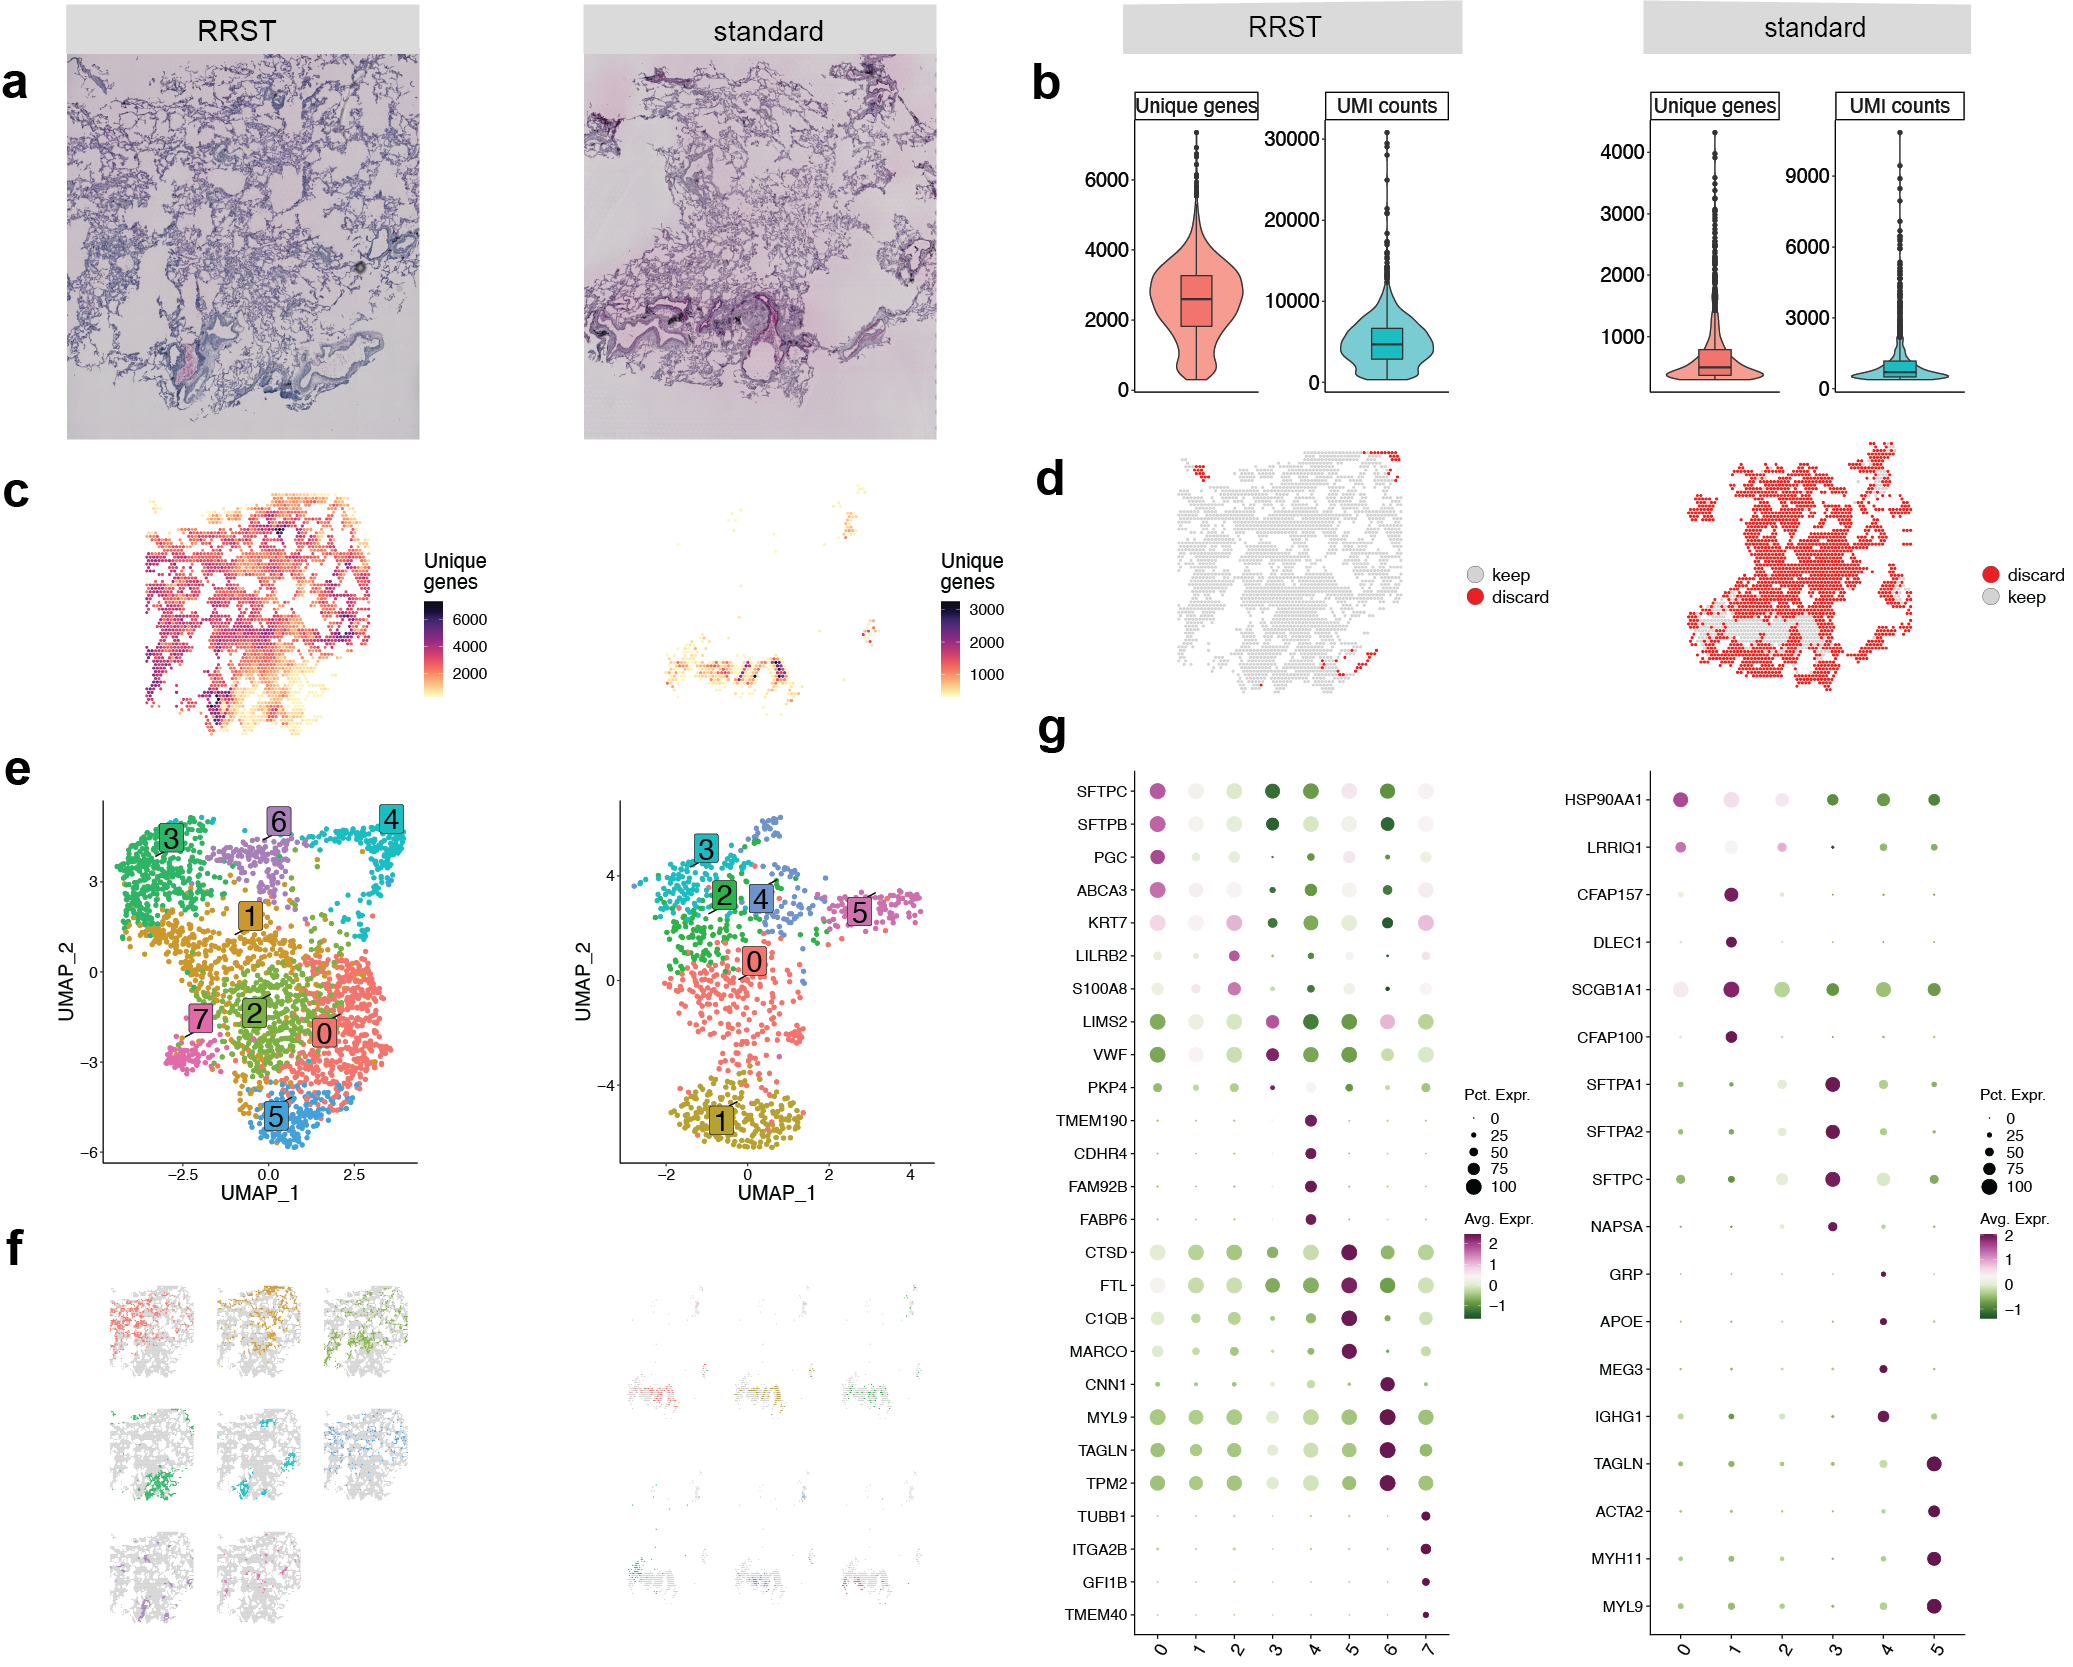 RRST
standard
RRST
standard
a
b
Unique genes
UMI counts
Unique genes
UMI counts
6000
4000
2000
0
30000
20000
10000
0
4000
3000
2000
1000
9000
6000
3000
0
c
Unique
genes
6000
4000
2000
Unique
genes
3000
2000
1000
d
keep
discard
discard
keep
e
UMAP_2
3
0
−3
−6
−2.5
0.0
2.5
UMAP_1
3
6
4
1
7
2
0
5
UMAP_2
4
0
−4
−2
0
2
4
UMAP_1
3
2
4
5
0
1
f
g
SFTPC
SFTPB
PGC
ABCA3
KRT7
LILRB2
S100A8
LIMS2
VWF
PKP4
TMEM190
CDHR4
FAM92B
FABP6
CTSD
FTL
C1QB
MARCO
CNN1
MYL9
TAGLN
TPM2
TUBB1
ITGA2B
GFI1B
TMEM40
0
1
2
3
4
5
6
7
Pct. Expr.
0
25
50
75
100
Avg. Expr.
2
1
0
−1
HSP90AA1
LRRIQ1
CFAP157
DLEC1
SCGB1A1
CFAP100
SFTPA1
SFTPA2
SFTPC
NAPSA
GRP
APOE
MEG3
IGHG1
TAGLN
ACTA2
MYH11
MYL9
0
1
2
3
4
5
Pct. Expr.
0
25
50
75
100
Avg. Expr.
2
1
0
−1